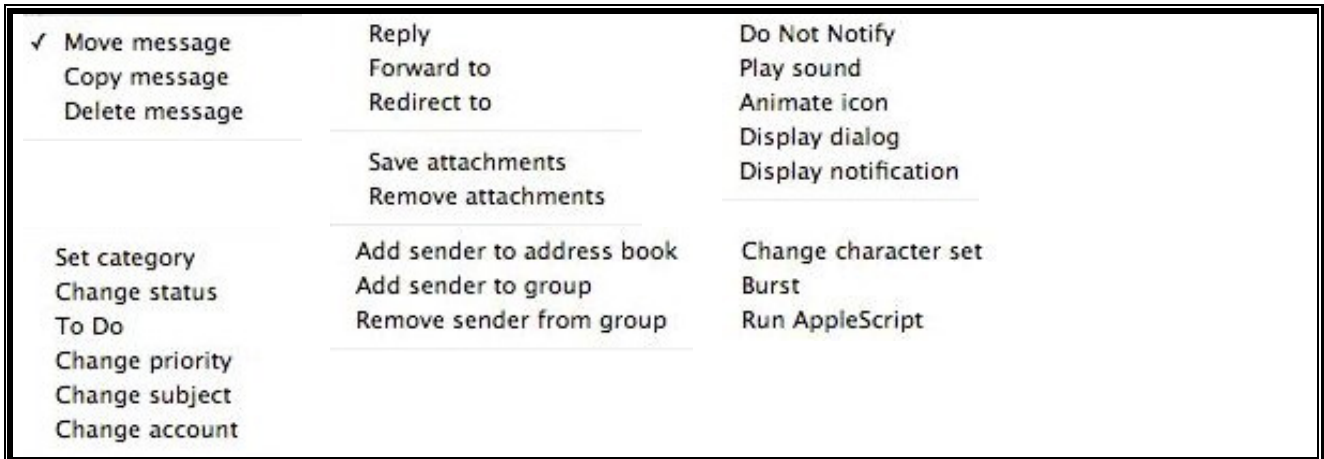 ✓ Move message
Copy message
Delete message
Set category
Change status
To Do
Change priority
Change subject
Change account
Reply
Forward to
Redirect to
Save attachments
Remove attachments
Add sender to address book
Add sender to group
Remove sender from group
Do Not Notify
Play sound
Animate icon
Display dialog
Display notification
Change character set
Burst
Run AppleScript